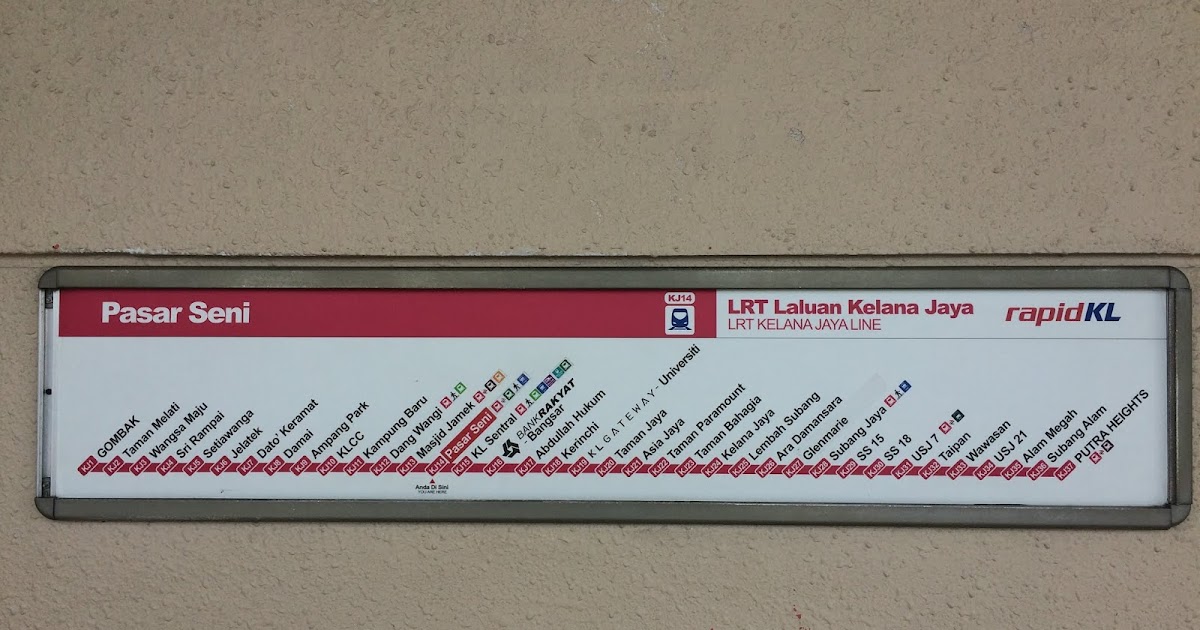 Pasar Seni
KJ14
LRT Laluan Kelana Jaya
LRT KELANA JAYA LINE
rapidKL
KJ1 GOMBAK
KJ2 Taman Melati
KJ3 Wangsa Maju
KJ4 Sri Rampai
KJ5 Setiawangsa
KJ6 Jelatek
KJ7 Dato' Keramat
KJ8 Damai
KJ9 Ampang Park
KJ10 KLCC
KJ11 Kampung Baru
KJ12 Dang Wangi
KJ13 Masjid Jamek
KJ14 Pasar Seni
KJ15 KL Sentral
KJ16 BANKRAKYAT
Bangsar
KJ17 Abdullah Hukum
KJ18 Kerinchi
KJ19 KL GATEWAY - Universiti
KJ20 Taman Jaya
KJ21 Asia Jaya
KJ22 Taman Paramount
KJ23 Taman Bahagia
KJ24 Kelana Jaya
KJ25 Lembah Subang
KJ26 Ara Damansara
KJ27 Glenmarie
KJ28 Subang Jaya
KJ29 SS 15
KJ30 SS 18
KJ31 USJ 7
KJ32 Taipan
KJ33 Wawasan
KJ34 USJ 21
KJ35 Alam Megah
KJ36 Subang Alam
KJ37 PUTRA HEIGHTS
Anda Di Sini
YOU ARE HERE